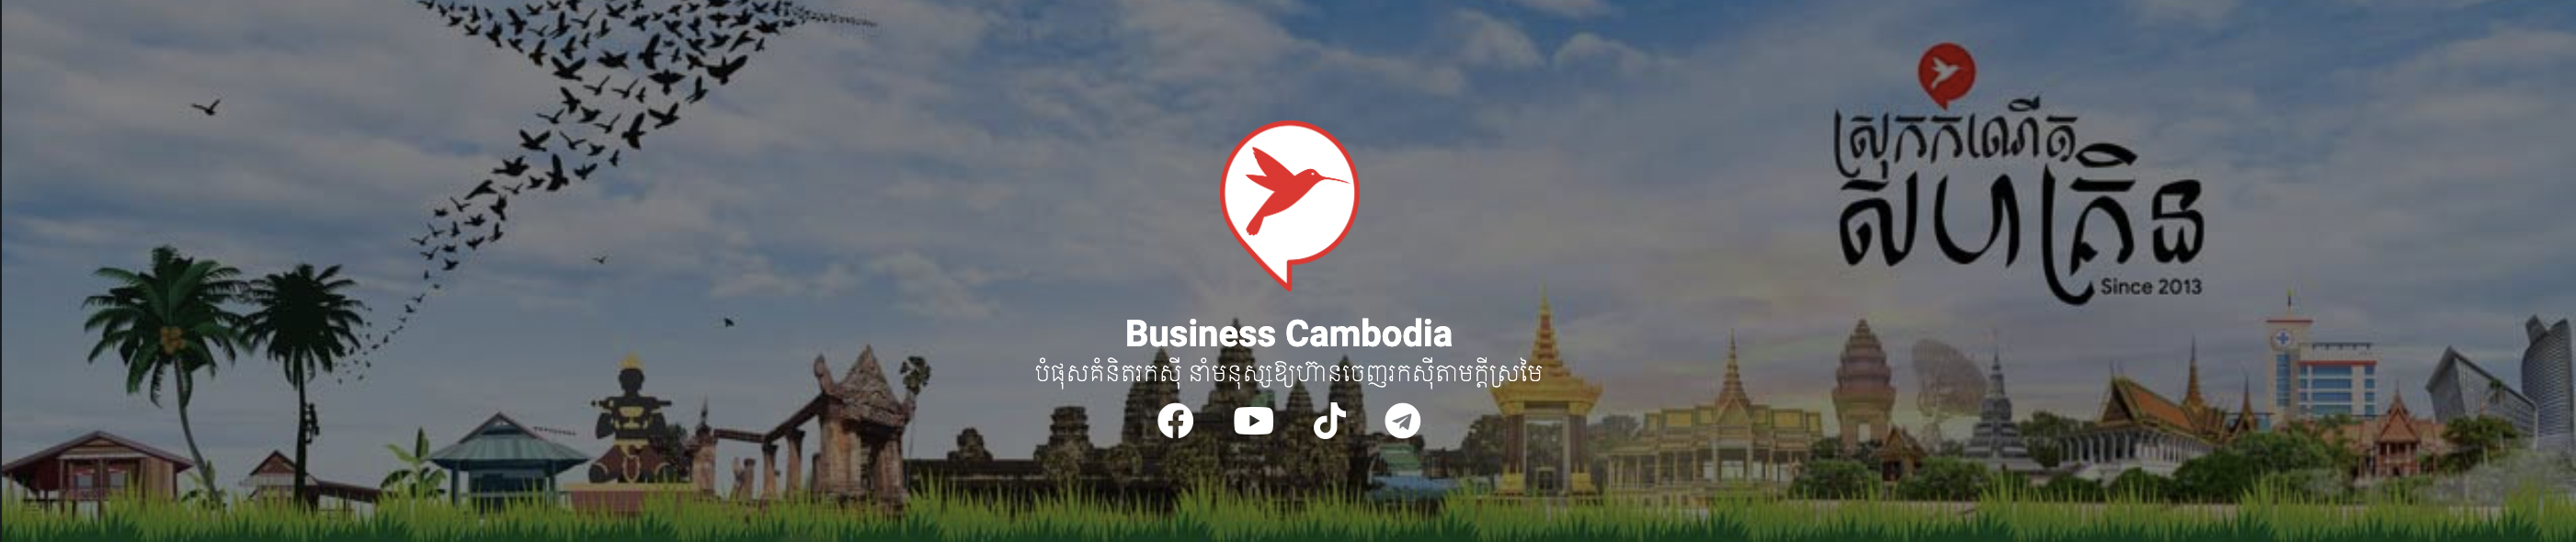 ស្រុកកំណើត
សហគ្រិន
Since 2013
Business Cambodia
បំផុសគំនិតរកស៊ី នាំមនុស្សឱ្យហ៊ានចេញរកស៊ីតាមក្តីស្រមៃ